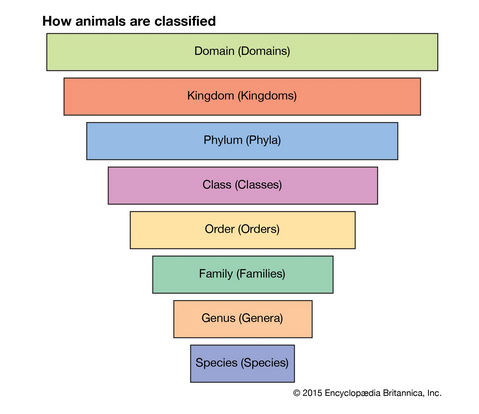 How animals are classified
Domain (Domains)
Kingdom (Kingdoms)
Phylum (Phyla)
Class (Classes)
Order (Orders)
Family (Families)
Genus (Genera)
Species (Species)
© 2015 Encyclopædia Britannica, Inc.